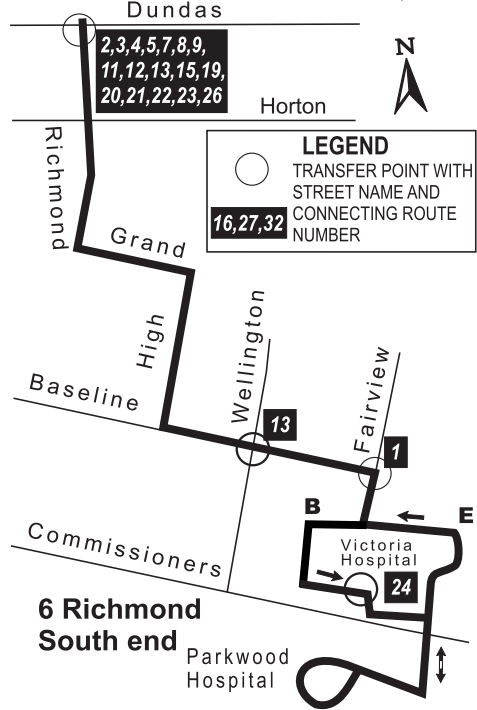 Dundas
2,3,4,5,7,8,9,
11,12,13,15,19,
20,21,22,23,26
N
Horton
Richmond
LEGEND
TRANSFER POINT WITH
STREET NAME AND
CONNECTING ROUTE
NUMBER
16,27,32
Grand
High
Wellington
Fairview
Baseline
13
1
B
E
Victoria
Hospital
24
Commissioners
6 Richmond
South end
Parkwood
Hospital